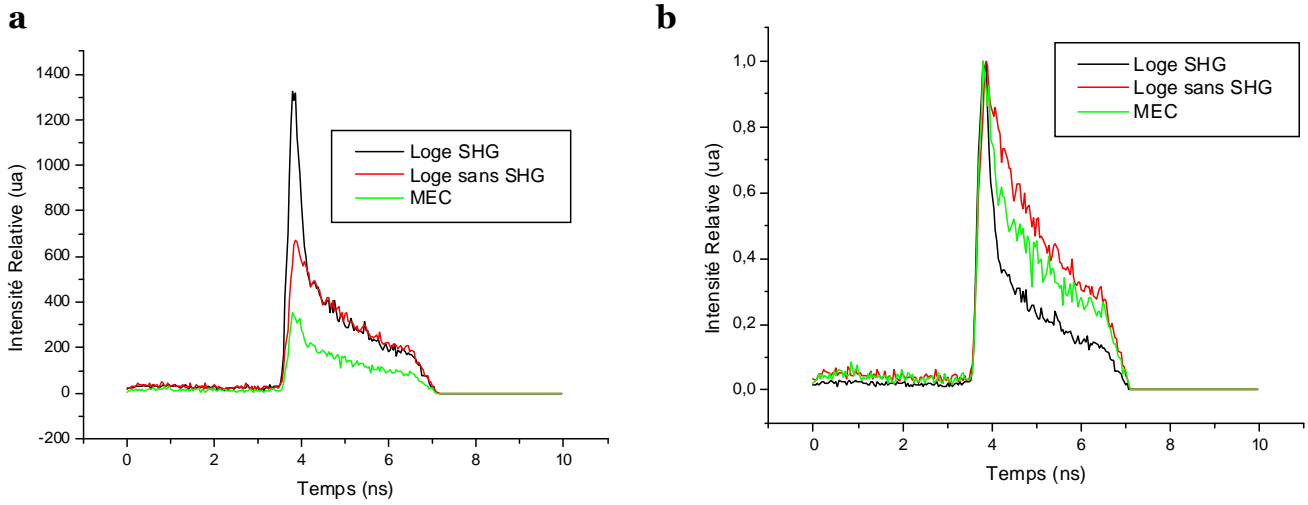 a
1400
1200
1000
800
600
400
200
0
-200
Intensité Relative (ua)
0 2 4 6 8 10
Temps (ns)
Loge SHG
Loge sans SHG
MEC
b
1,0
0,8
0,6
0,4
0,2
0,0
Intensité Relative (ua)
0 2 4 6 8 10
Temps (ns)
Loge SHG
Loge sans SHG
MEC